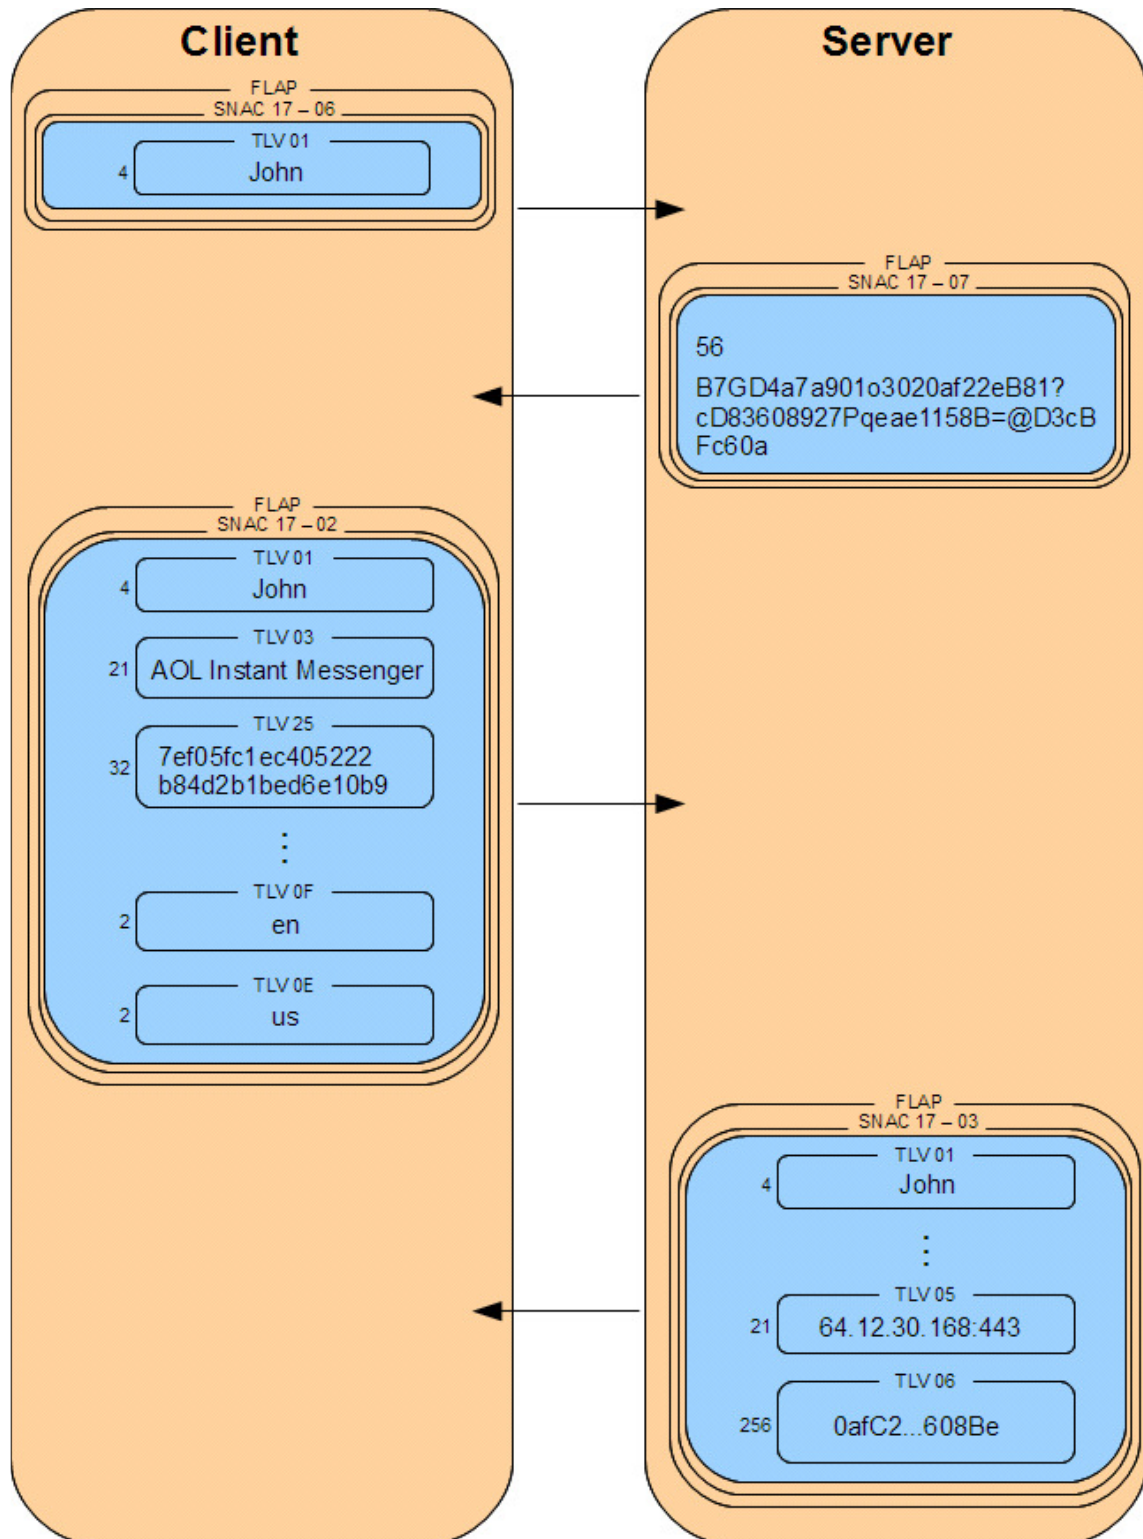 Client
Server
FLAP
SNAC 17 – 06
TLV 01
4
John
FLAP
SNAC 17 – 07
56
B7GD4a7a901o3020af22eB81?
cD83608927Pqeae1158B=@D3cB
Fc60a
FLAP
SNAC 17 – 02
TLV 01
4
John
TLV 03
21
AOL Instant Messenger
TLV 25
32
7ef05fc1ec405222
b84d2b1bed6e10b9
⋮
TLV 0F
2
en
TLV 0E
2
us
FLAP
SNAC 17 – 03
TLV 01
4
John
⋮
TLV 05
21
64.12.30.168:443
TLV 06
256
0afC2...608Be